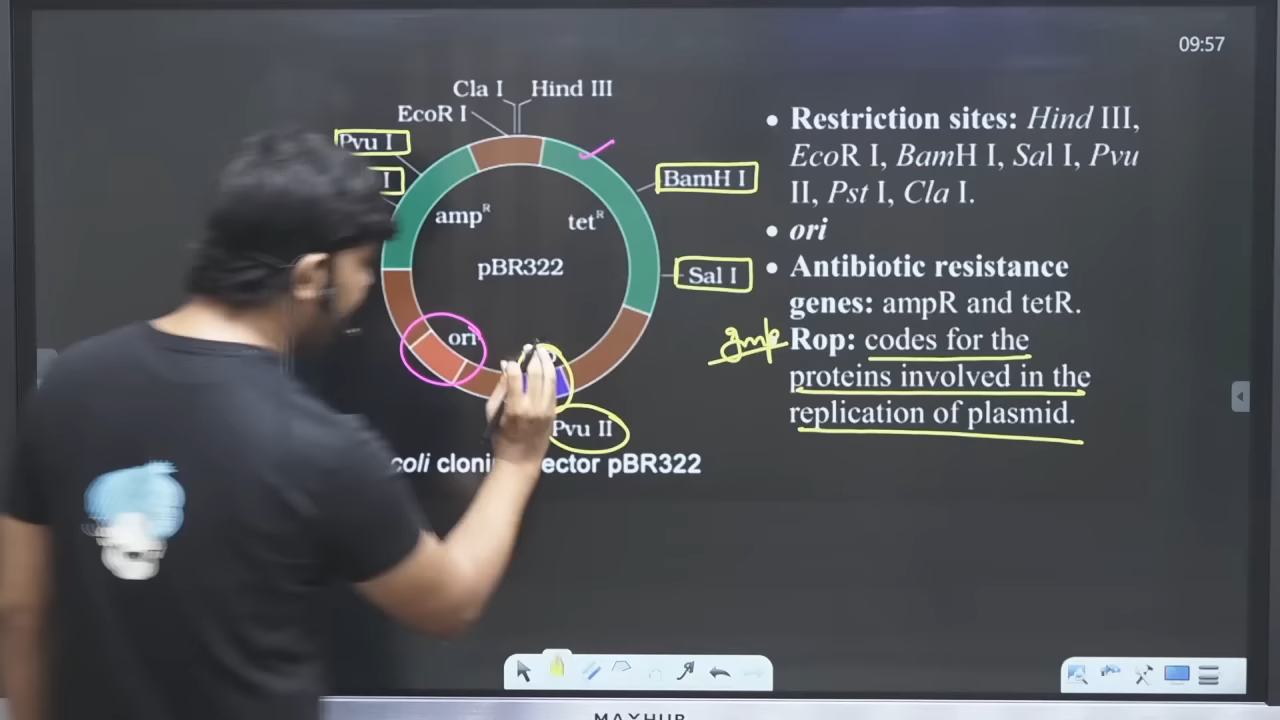 09:57
Cla I Hind III
EcoR I
Pvu I
I
BamH I
amp^R
tet^R
pBR322
Sal I
ori
Pvu II
coli
ector pBR322
• Restriction sites: Hind III,
EcoR I, BamH I, Sal I, Pvu
II, Pst I, Cla I.
• ori
• Antibiotic resistance
genes: ampR and tetR.
Rop: codes for the
proteins involved in the
replication of plasmid.
MAXHUB